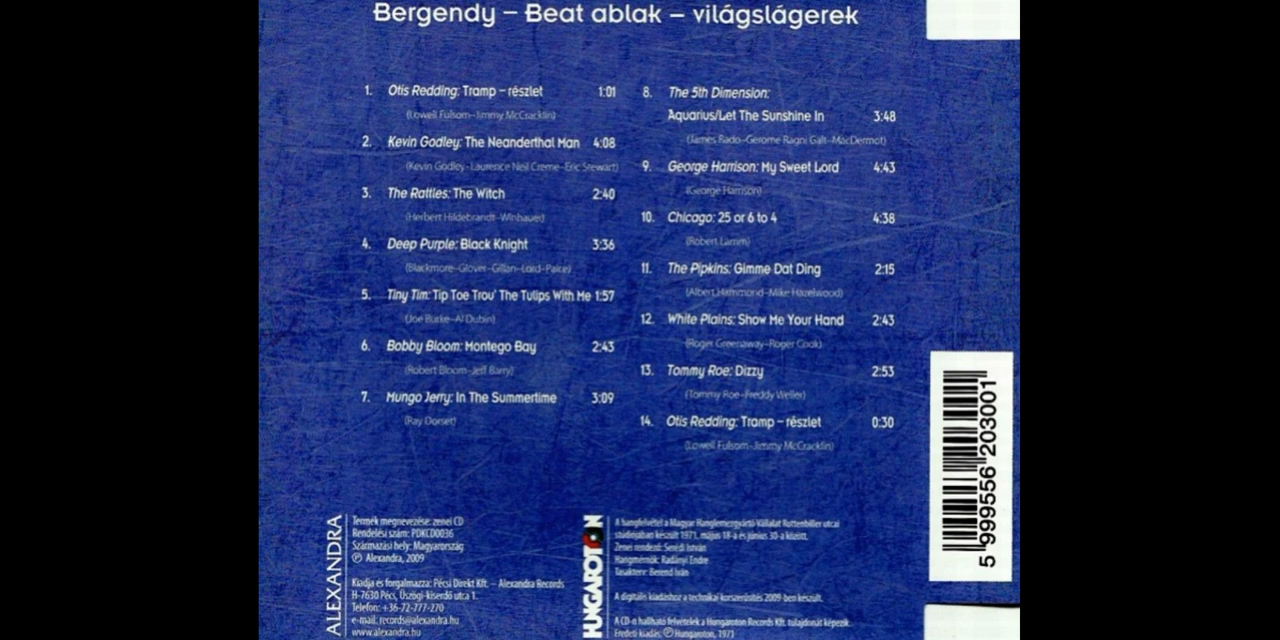 Bergendy – Beat ablak – világslágerek
1. Otis Redding: Tramp – részlet 1:01
(Lowell Fulsom–Jimmy McCracklin)
2. Kevin Godley: The Neanderthal Man 4:08
(Kevin Godley–Laurence Neil Creme–Eric Stewart)
3. The Rattles: The Witch 2:40
(Herbert Hildebrandt–Winhauer)
4. Deep Purple: Black Knight 3:36
(Blackmore–Glover–Gillan–Lord–Paice)
5. Tiny Tim: Tip Toe Trou' The Tulips With Me 1:57
(Joe Burke–Al Dubin)
6. Bobby Bloom: Montego Bay 2:43
(Robert Bloom–Jeff Barry)
7. Mungo Jerry: In The Summertime 3:09
(Ray Dorset)
8. The 5th Dimension:
Aquarius/Let The Sunshine In 3:48
(James Rado–Gerome Ragni Galt–MacDermot)
9. George Harrison: My Sweet Lord 4:43
(George Harrison)
10. Chicago: 25 or 6 to 4 4:38
(Robert Lamm)
11. The Pipkins: Gimme Dat Ding 2:15
(Albert Hammond–Mike Hazelwood)
12. White Plains: Show Me Your Hand 2:43
(Roger Greenaway–Roger Cook)
13. Tommy Roe: Dizzy 2:53
(Tommy Roe–Freddy Weller)
14. Otis Redding: Tramp – részlet 0:30
(Lowell Fulsom–Jimmy McCracklin)
ALEXANDRA
Termék megnevezése: zenei CD
Rendelési szám: PDKCD0036
Származási hely: Magyarország
Ⓟ Alexandra, 2009
Kiadja és forgalmazza: Pécsi Direkt Kft. – Alexandra Records
H-7630 Pécs, Üszögi-kiserdő utca 1.
Telefon: +36-72-777-270
e-mail: records@alexandra.hu
www.alexandra.hu
HUNGAROTON
A hangfelvétel a Magyar Hanglemezgyártó Vállalat Rottenbiller utcai
stúdiójában készült 1971. május 18-a és június 30-a között.
Zenei rendező: Serédi István
Hangmérnök: Radányi Endre
Tasakterv: Berend Iván
A digitális kiadáshoz a technikai korszerűsítés 2009-ben készült.
A CD-n hallható felvételek a Hungaroton Records Kft. tulajdonát képezik.
Eredeti kiadás: Ⓟ Hungaroton, 1971
5 999556 203001